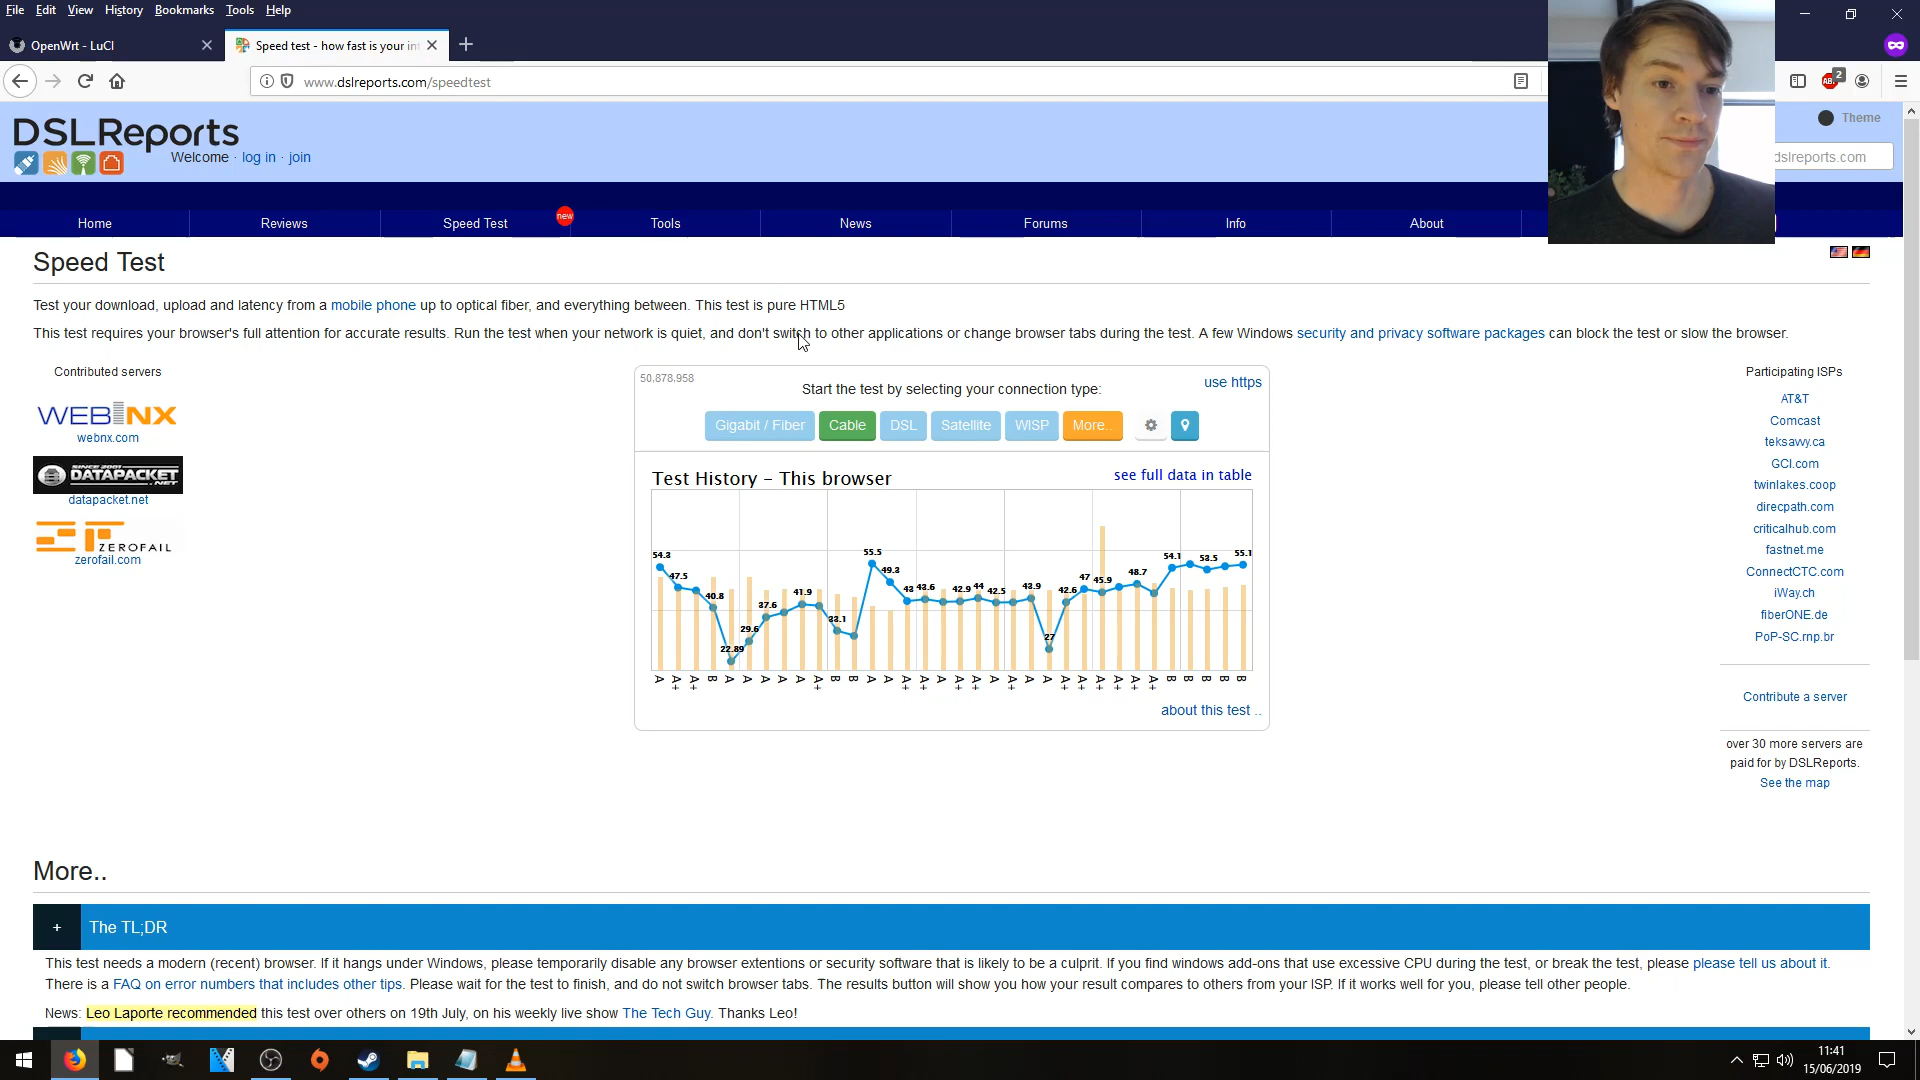 File Edit View History Bookmarks Tools Help
OpenWrt - LuCI
Speed test - how fast is your in
www.dslreports.com/speedtest
ABP 2
DSLReports
Welcome · log in · join
Theme
dslreports.com
Home Reviews Speed Test new Tools News Forums Info About
Speed Test
Test your download, upload and latency from a mobile phone up to optical fiber, and everything between. This test is pure HTML5
This test requires your browser's full attention for accurate results. Run the test when your network is quiet, and don't switch to other applications or change browser tabs during the test. A few Windows security and privacy software packages can block the test or slow the browser.
Contributed servers
WEBNX
webnx.com
SINCE 2001
DATAPACKET.NET
datapacket.net
ZEROFAIL
zerofail.com
50,878,958
Start the test by selecting your connection type:
use https
Gigabit / Fiber Cable DSL Satellite WISP More..
Test History - This browser
see full data in table
54.3 47.5 40.8 22.89 29.6 37.6 41.9 33.1 55.5 49.3 43 43.6 42.9 44 42.5 43.9 27 42.6 47 45.9 48.7 54.1 53.5 55.1
A A+ A+ B A A A A A A+ B B A A A+ A+ A A+ A+ A A+ A A A+ A+ A+ A+ A+ A+ B B B B B
about this test ..
Participating ISPs
AT&T
Comcast
teksavvy.ca
GCI.com
twinlakes.coop
direcpath.com
criticalhub.com
fastnet.me
ConnectCTC.com
iWay.ch
fiberONE.de
PoP-SC.rnp.br
Contribute a server
over 30 more servers are
paid for by DSLReports.
See the map
More..
+ The TL;DR
This test needs a modern (recent) browser. If it hangs under Windows, please temporarily disable any browser extentions or security software that is likely to be a culprit. If you find windows add-ons that use excessive CPU during the test, or break the test, please please tell us about it.
There is a FAQ on error numbers that includes other tips. Please wait for the test to finish, and do not switch browser tabs. The results button will show you how your result compares to others from your ISP. If it works well for you, please tell other people.
News: Leo Laporte recommended this test over others on 19th July, on his weekly live show The Tech Guy. Thanks Leo!
11:41
15/06/2019